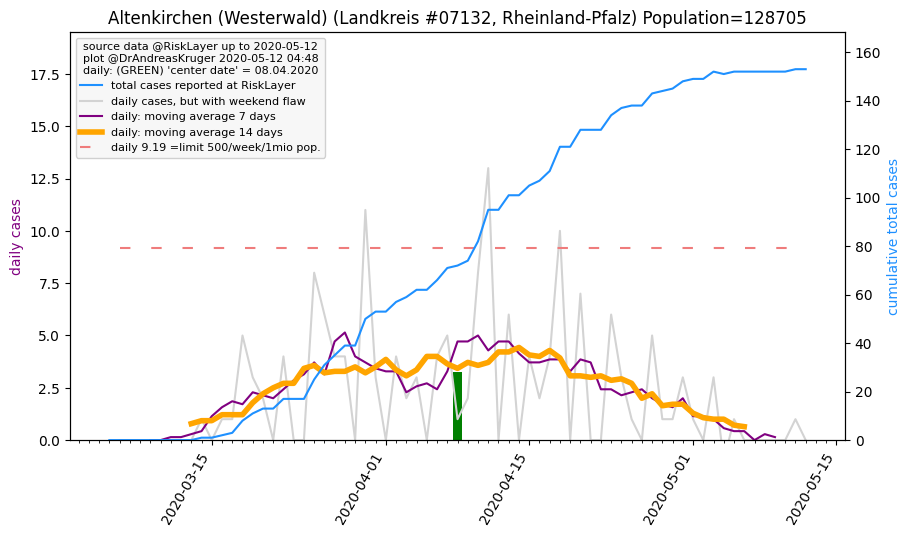 Altenkirchen (Westerwald) (Landkreis #07132, Rheinland-Pfalz) Population=128705
source data @RiskLayer up to 2020-05-12
plot @DrAndreasKruger 2020-05-12 04:48
daily: (GREEN) 'center date' = 08.04.2020
total cases reported at RiskLayer
daily cases, but with weekend flaw
daily: moving average 7 days
daily: moving average 14 days
daily 9.19 =limit 500/week/1mio pop.
daily cases
17.5
15.0
12.5
10.0
7.5
5.0
2.5
0.0
160
140
120
100
80
60
40
20
0
cumulative total cases
2020-03-15
2020-04-01
2020-04-15
2020-05-01
2020-05-15